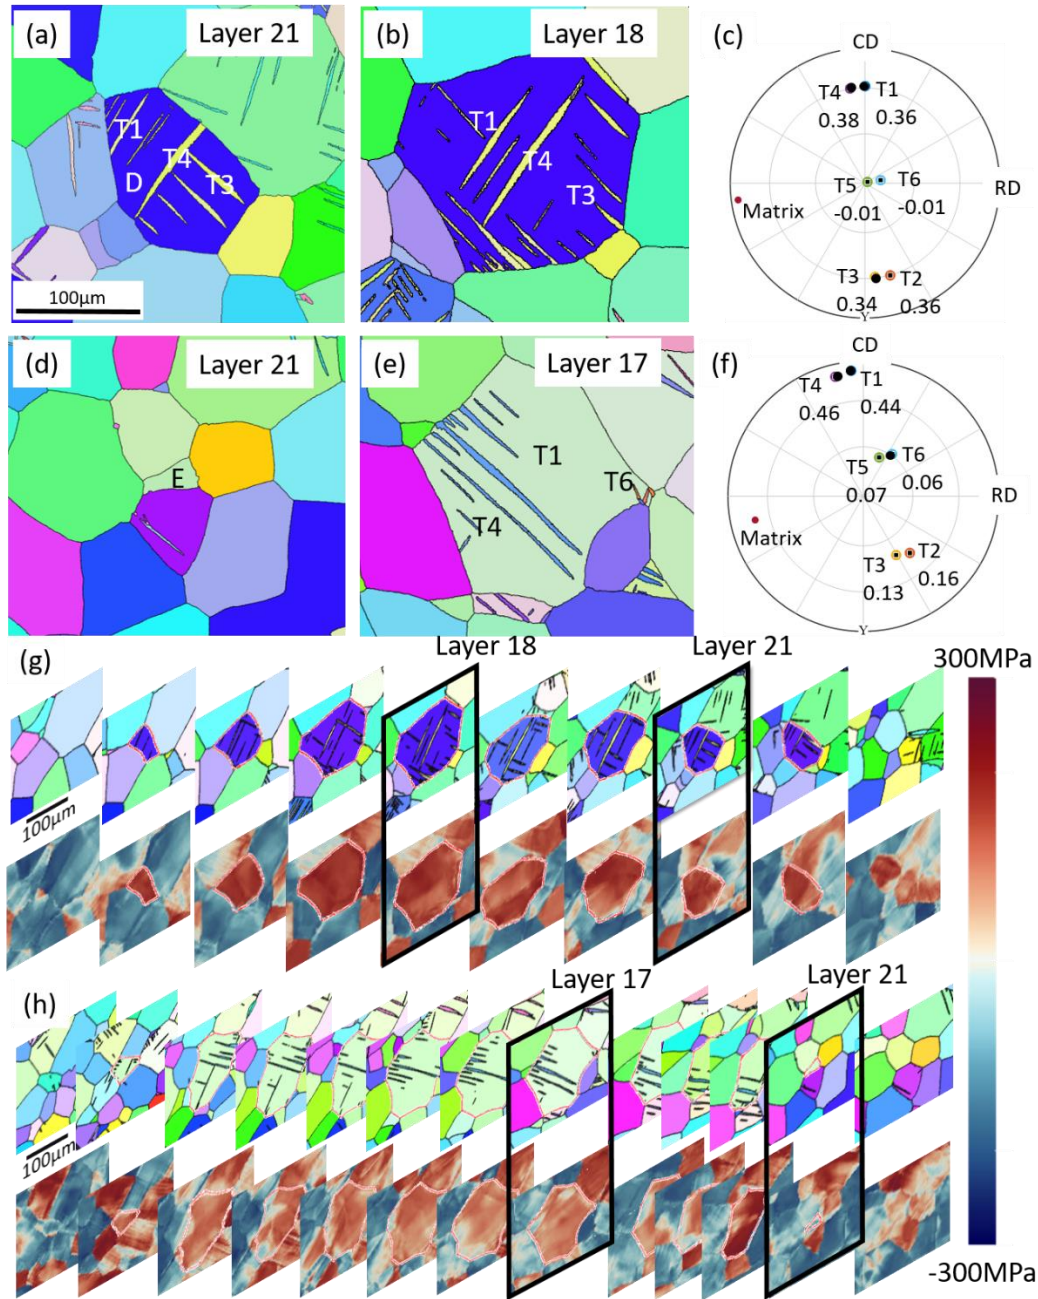 (a) Layer 21
T1
T4
D T3
100μm
(b) Layer 18
T1
T4
T3
(c)
CD
T4 T1
0.38 0.36
T5 T6
-0.01 -0.01
RD
Matrix
T3 T2
0.34 0.36
Y
(d) Layer 21
E
(e) Layer 17
T1
T6
T4
(f)
CD
T4 T1
0.46 0.44
T5 T6
0.07 0.06
RD
Matrix
T3 T2
0.13 0.16
Y
(g) Layer 18 Layer 21
100μm
300MPa
(h) Layer 17 Layer 21
100μm
-300MPa